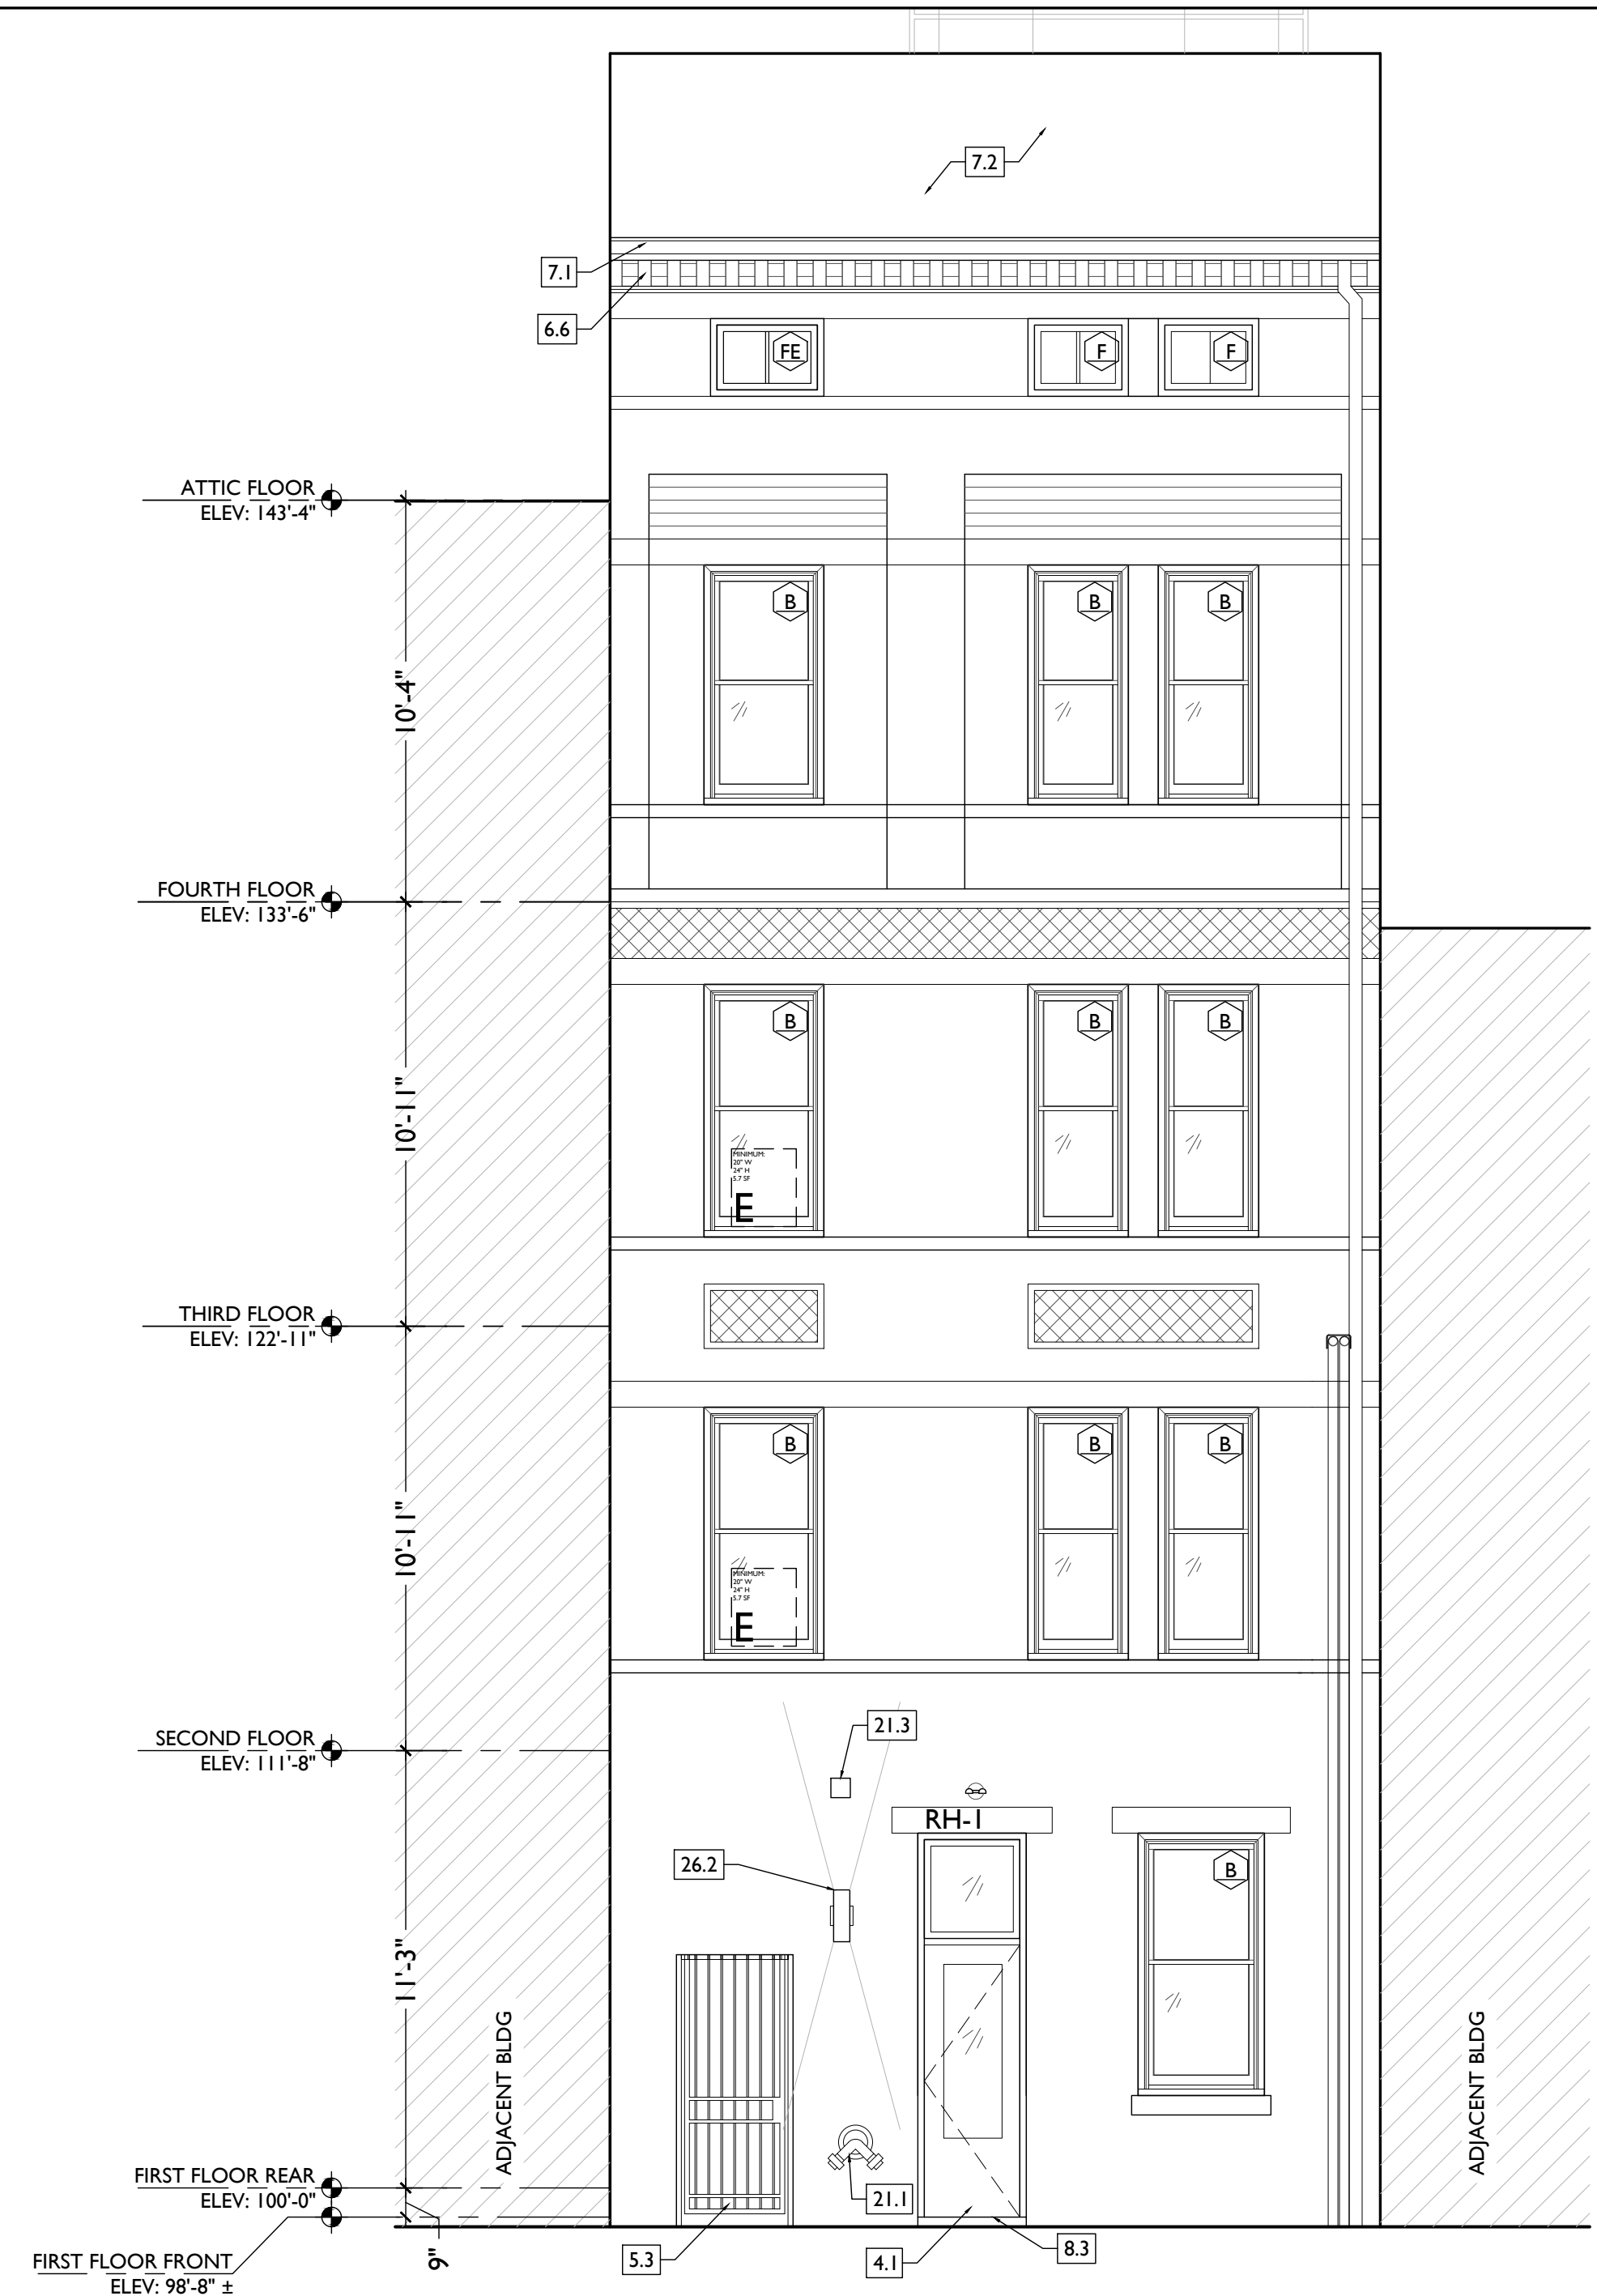 7.2
7.1
6.6
FE
F
F
ATTIC FLOOR
ELEV: 143'-4"
B
B
B
10'-4"
FOURTH FLOOR
ELEV: 133'-6"
B
B
B
10'-11"
MINIMUM:
20" W
24" H
5.7 SF
E
THIRD FLOOR
ELEV: 122'-11"
B
B
B
10'-11"
MINIMUM:
20" W
24" H
5.7 SF
E
21.3
SECOND FLOOR
ELEV: 111'-8"
RH-1
26.2
B
11'-3"
ADJACENT BLDG
ADJACENT BLDG
FIRST FLOOR REAR
ELEV: 100'-0"
21.1
9"
5.3
4.1
8.3
FIRST FLOOR FRONT
ELEV: 98'-8" ±